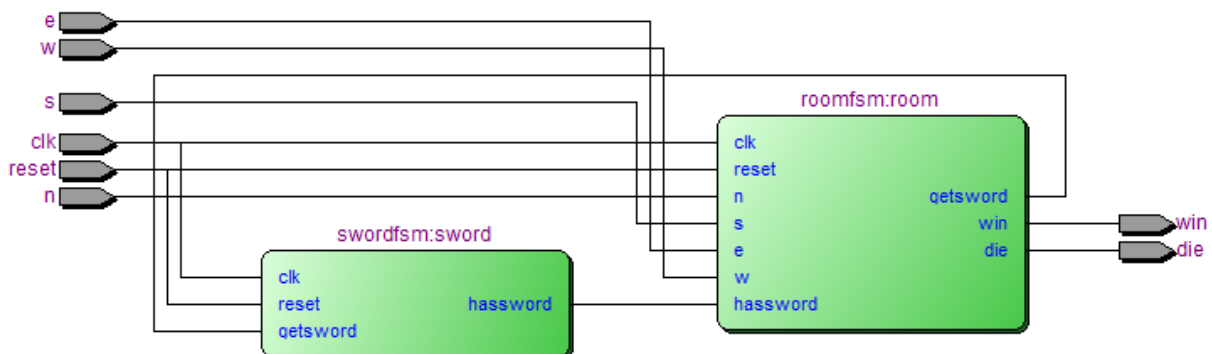 e
w
s
clk
reset
n
roomfsm:room
clk
reset
n
s
e
w
hassword
getsword
win
die
win
die
swordfsm:sword
clk
reset
getsword
hassword